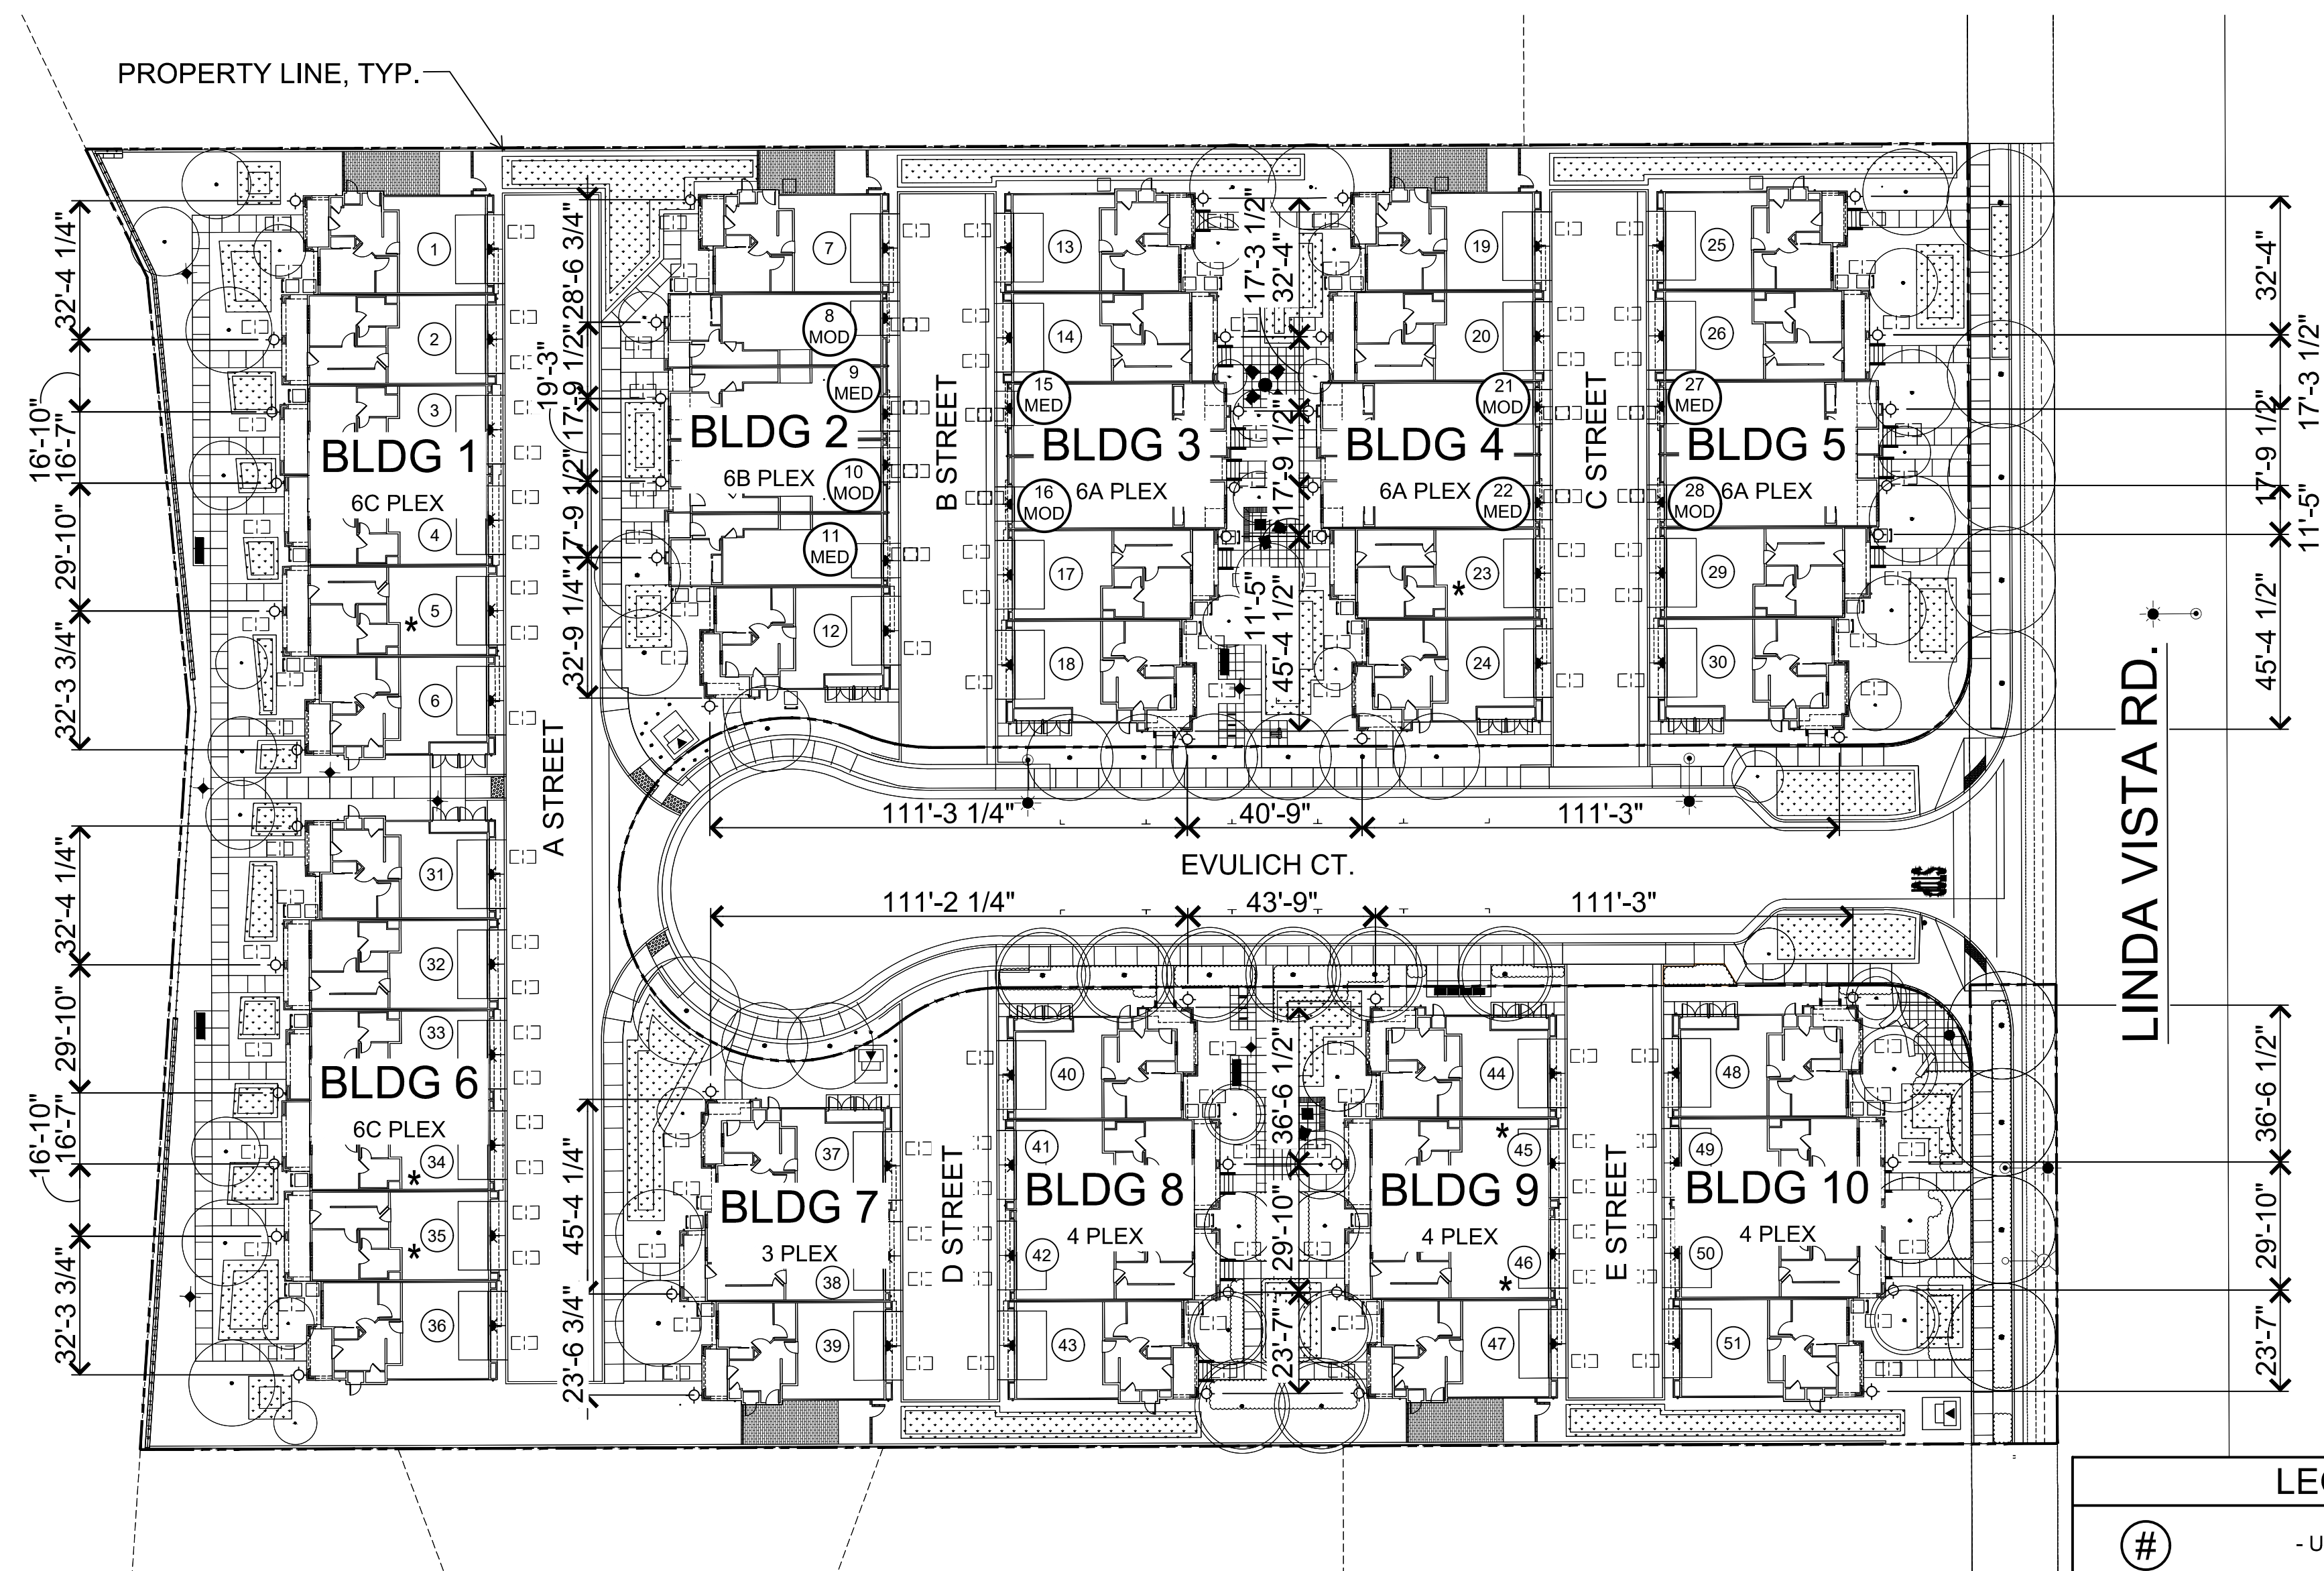 PROPERTY LINE, TYP.
32'-4 1/4"
16'-10"
16'-7"
29'-10"
32'-3 3/4"
1
2
3
BLDG 1
6C PLEX
4
5
*
6
A STREET
28'-6 3/4"
17'-9 1/2"
19'-3"
17'-9 1/2"
17'-9 1/2"
32'-9 1/4"
7
8
MOD
9
MED
BLDG 2
6B PLEX
10
MOD
11
MED
12
B STREET
13
14
15
MED
BLDG 3
6A PLEX
16
MOD
17
18
17'-3 1/2"
32'-4"
17'-9 1/2"
11'-5"
45'-4 1/2"
19
20
21
MOD
BLDG 4
6A PLEX
22
MED
23
*
24
C STREET
25
26
27
MED
BLDG 5
6A PLEX
28
MOD
29
30
32'-4"
17'-3 1/2"
17'-9 1/2"
11'-5"
45'-4 1/2"
LINDA VISTA RD.
111'-3 1/4"
40'-9"
111'-3"
EVULICH CT.
111'-2 1/4"
43'-9"
111'-3"
32'-4 1/4"
29'-10"
16'-10"
16'-7"
32'-3 3/4"
31
32
33
BLDG 6
6C PLEX
34
*
35
*
36
45'-4 1/4"
23'-6 3/4"
37
BLDG 7
3 PLEX
38
39
D STREET
40
41
BLDG 8
4 PLEX
42
43
36'-6 1/2"
29'-10"
23'-7"
44
*
45
BLDG 9
4 PLEX
46
*
47
E STREET
48
49
BLDG 10
4 PLEX
50
51
36'-6 1/2"
29'-10"
23'-7"
#